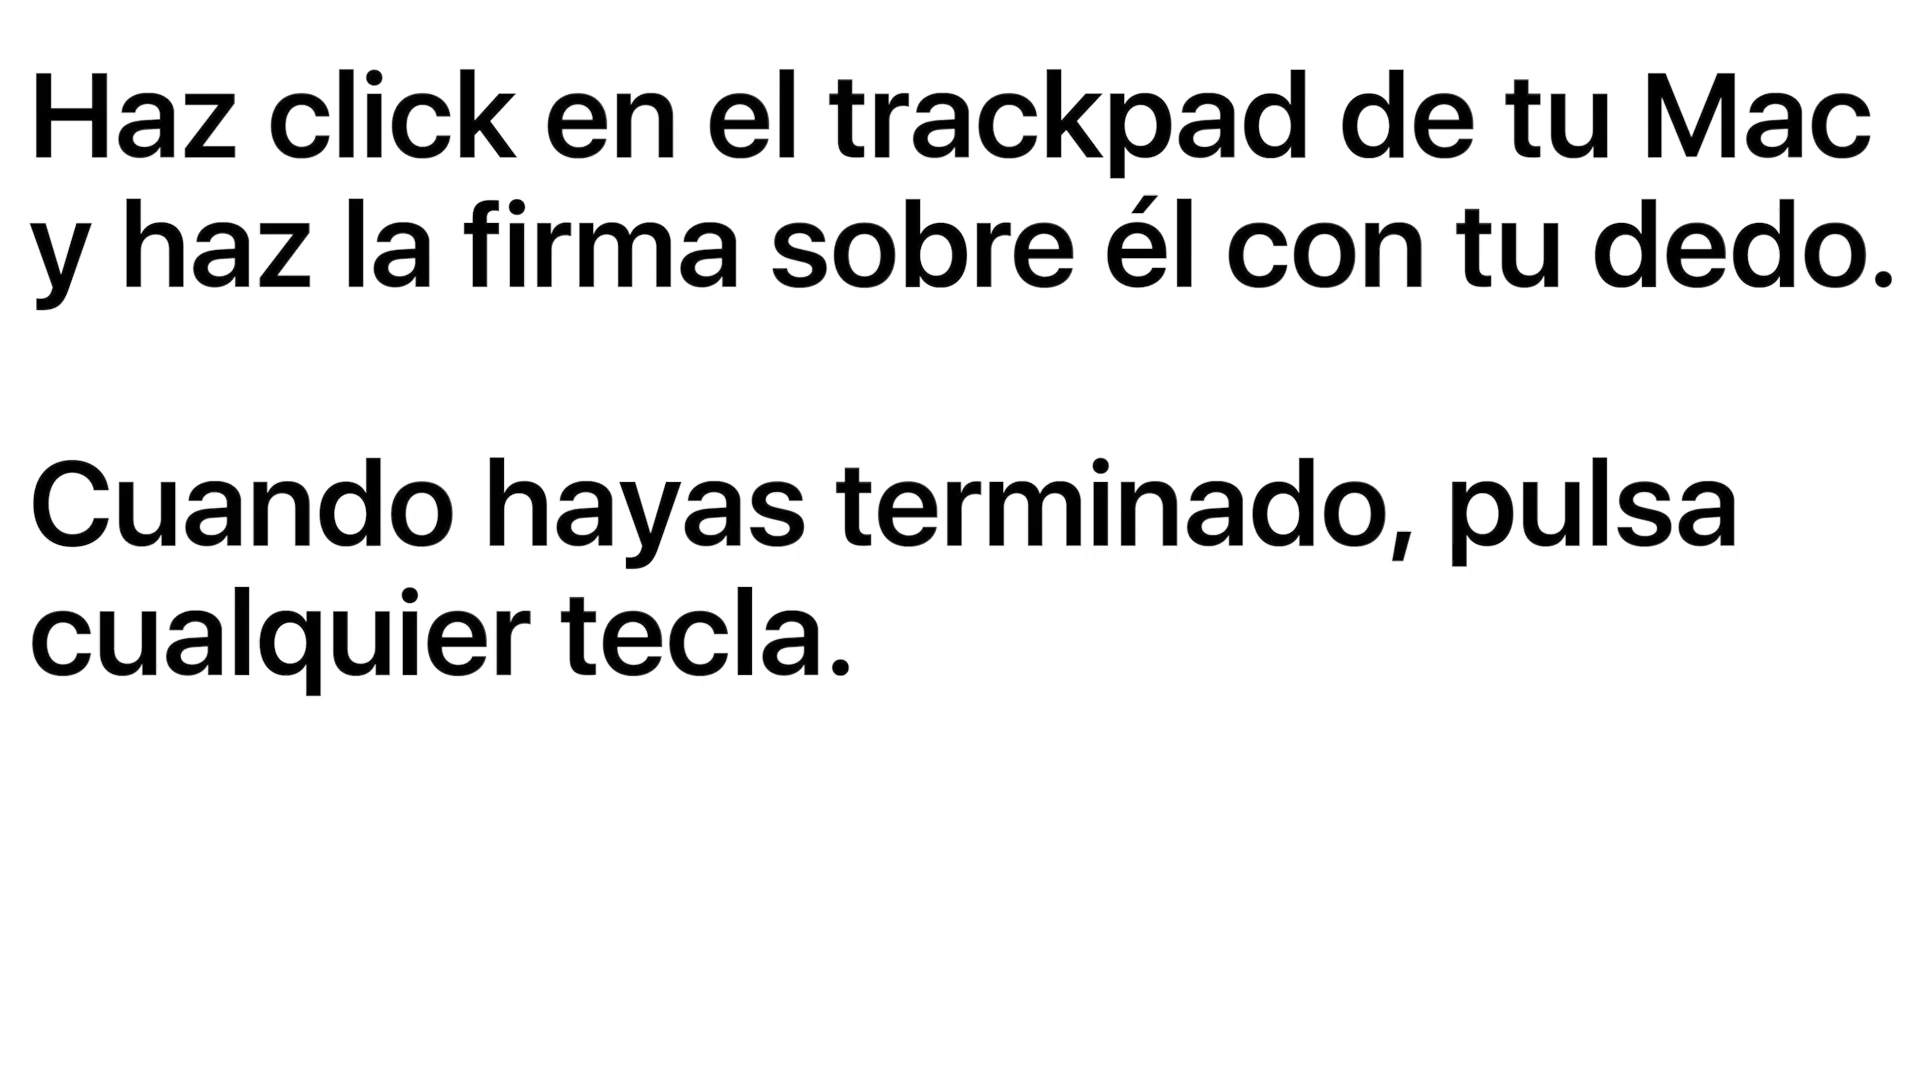 Haz click en el trackpad de tu Mac
y haz la firma sobre él con tu dedo.
Cuando hayas terminado, pulsa
cualquier tecla.